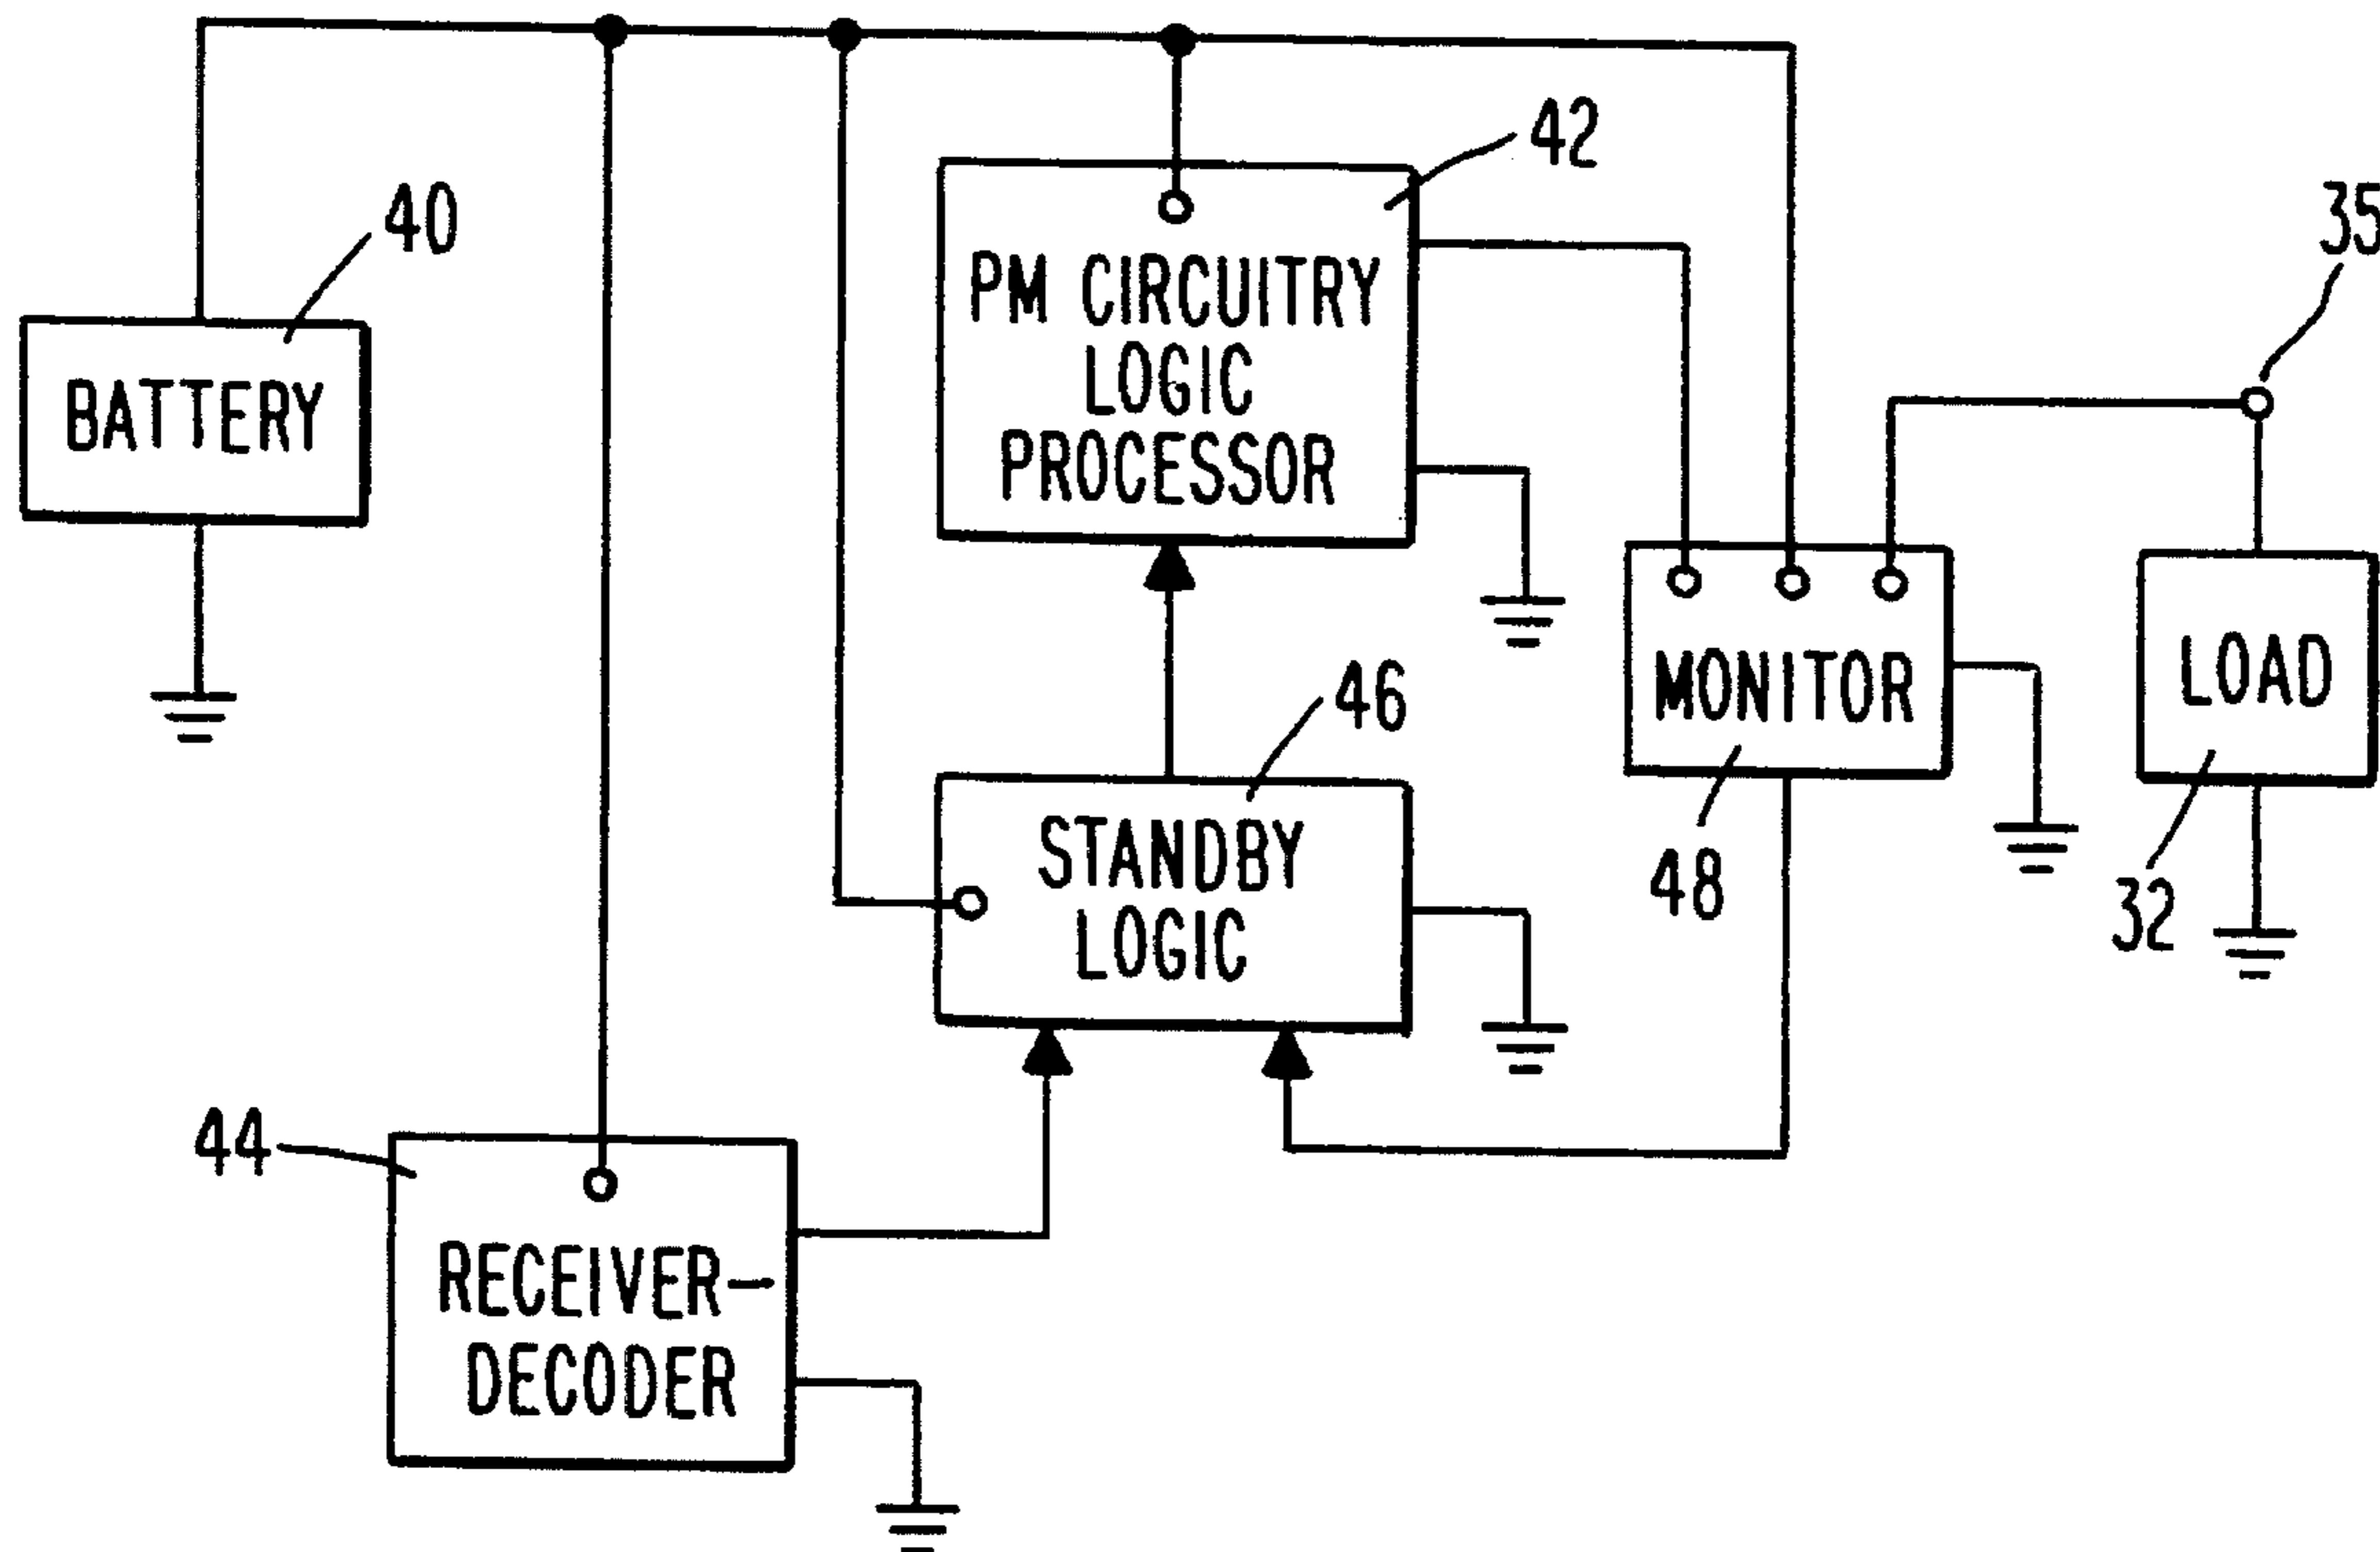 42
40
35
PM CIRCUITRY
LOGIC
PROCESSOR
BATTERY
LOAD
MONITOR
46
STANDBY
LOGIC
48
32
44
RECEIVER-
DECODER